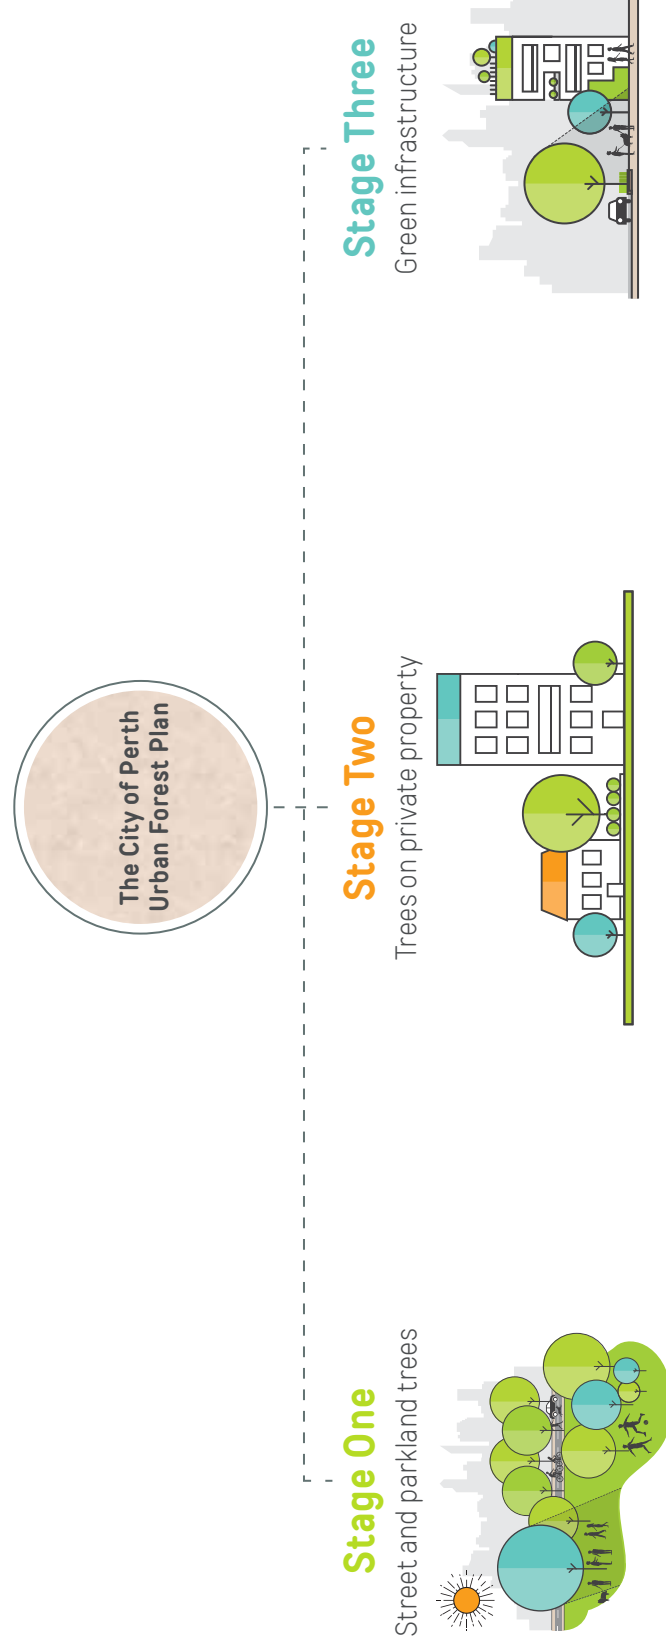 The City of Perth
Urban Forest Plan
Stage One
Street and parkland trees
Stage Two
Trees on private property
Stage Three
Green infrastructure